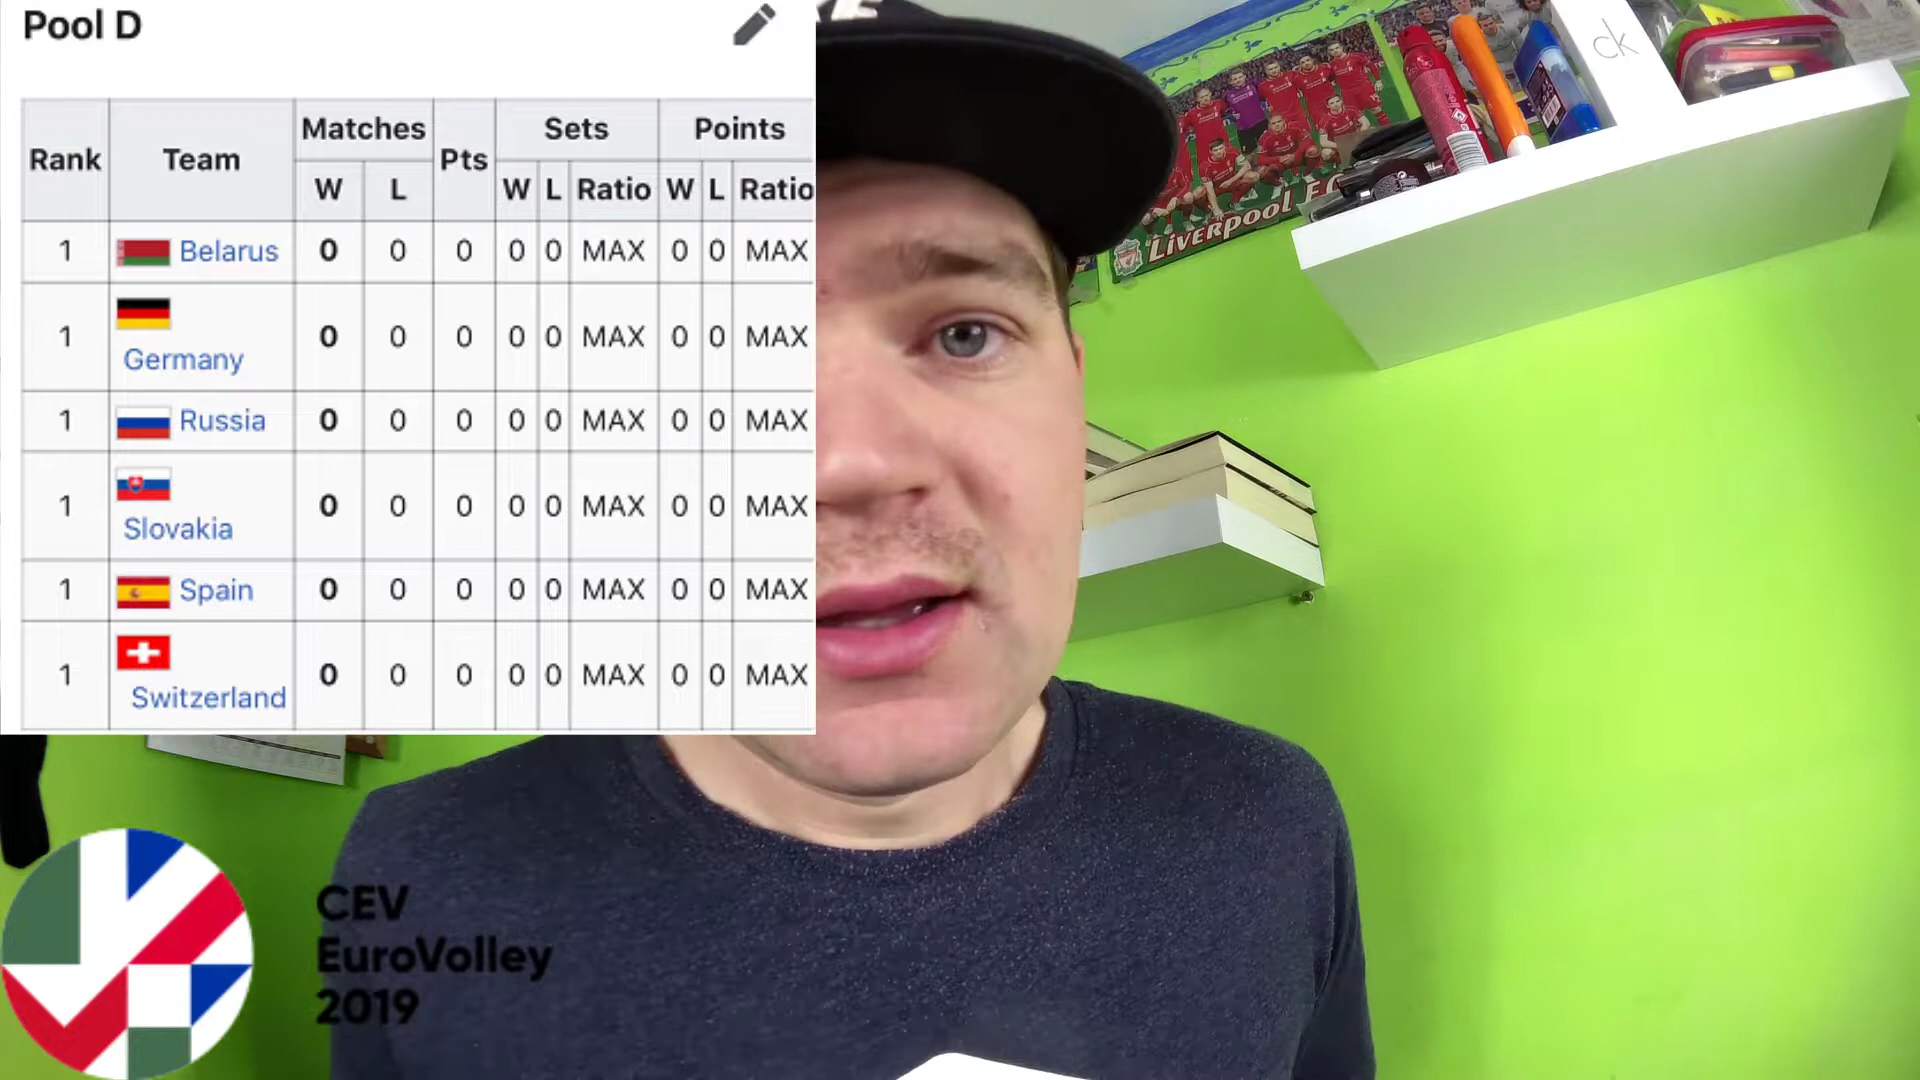 Pool D
Rank Team Matches Pts Sets Points
W L W L Ratio W L Ratio
1 Belarus 0 0 0 0 0 MAX 0 0 MAX
1 Germany 0 0 0 0 0 MAX 0 0 MAX
1 Russia 0 0 0 0 0 MAX 0 0 MAX
1 Slovakia 0 0 0 0 0 MAX 0 0 MAX
1 Spain 0 0 0 0 0 MAX 0 0 MAX
1 Switzerland 0 0 0 0 0 MAX 0 0 MAX
ck
Liverpool FC
CEV
EuroVolley
2019